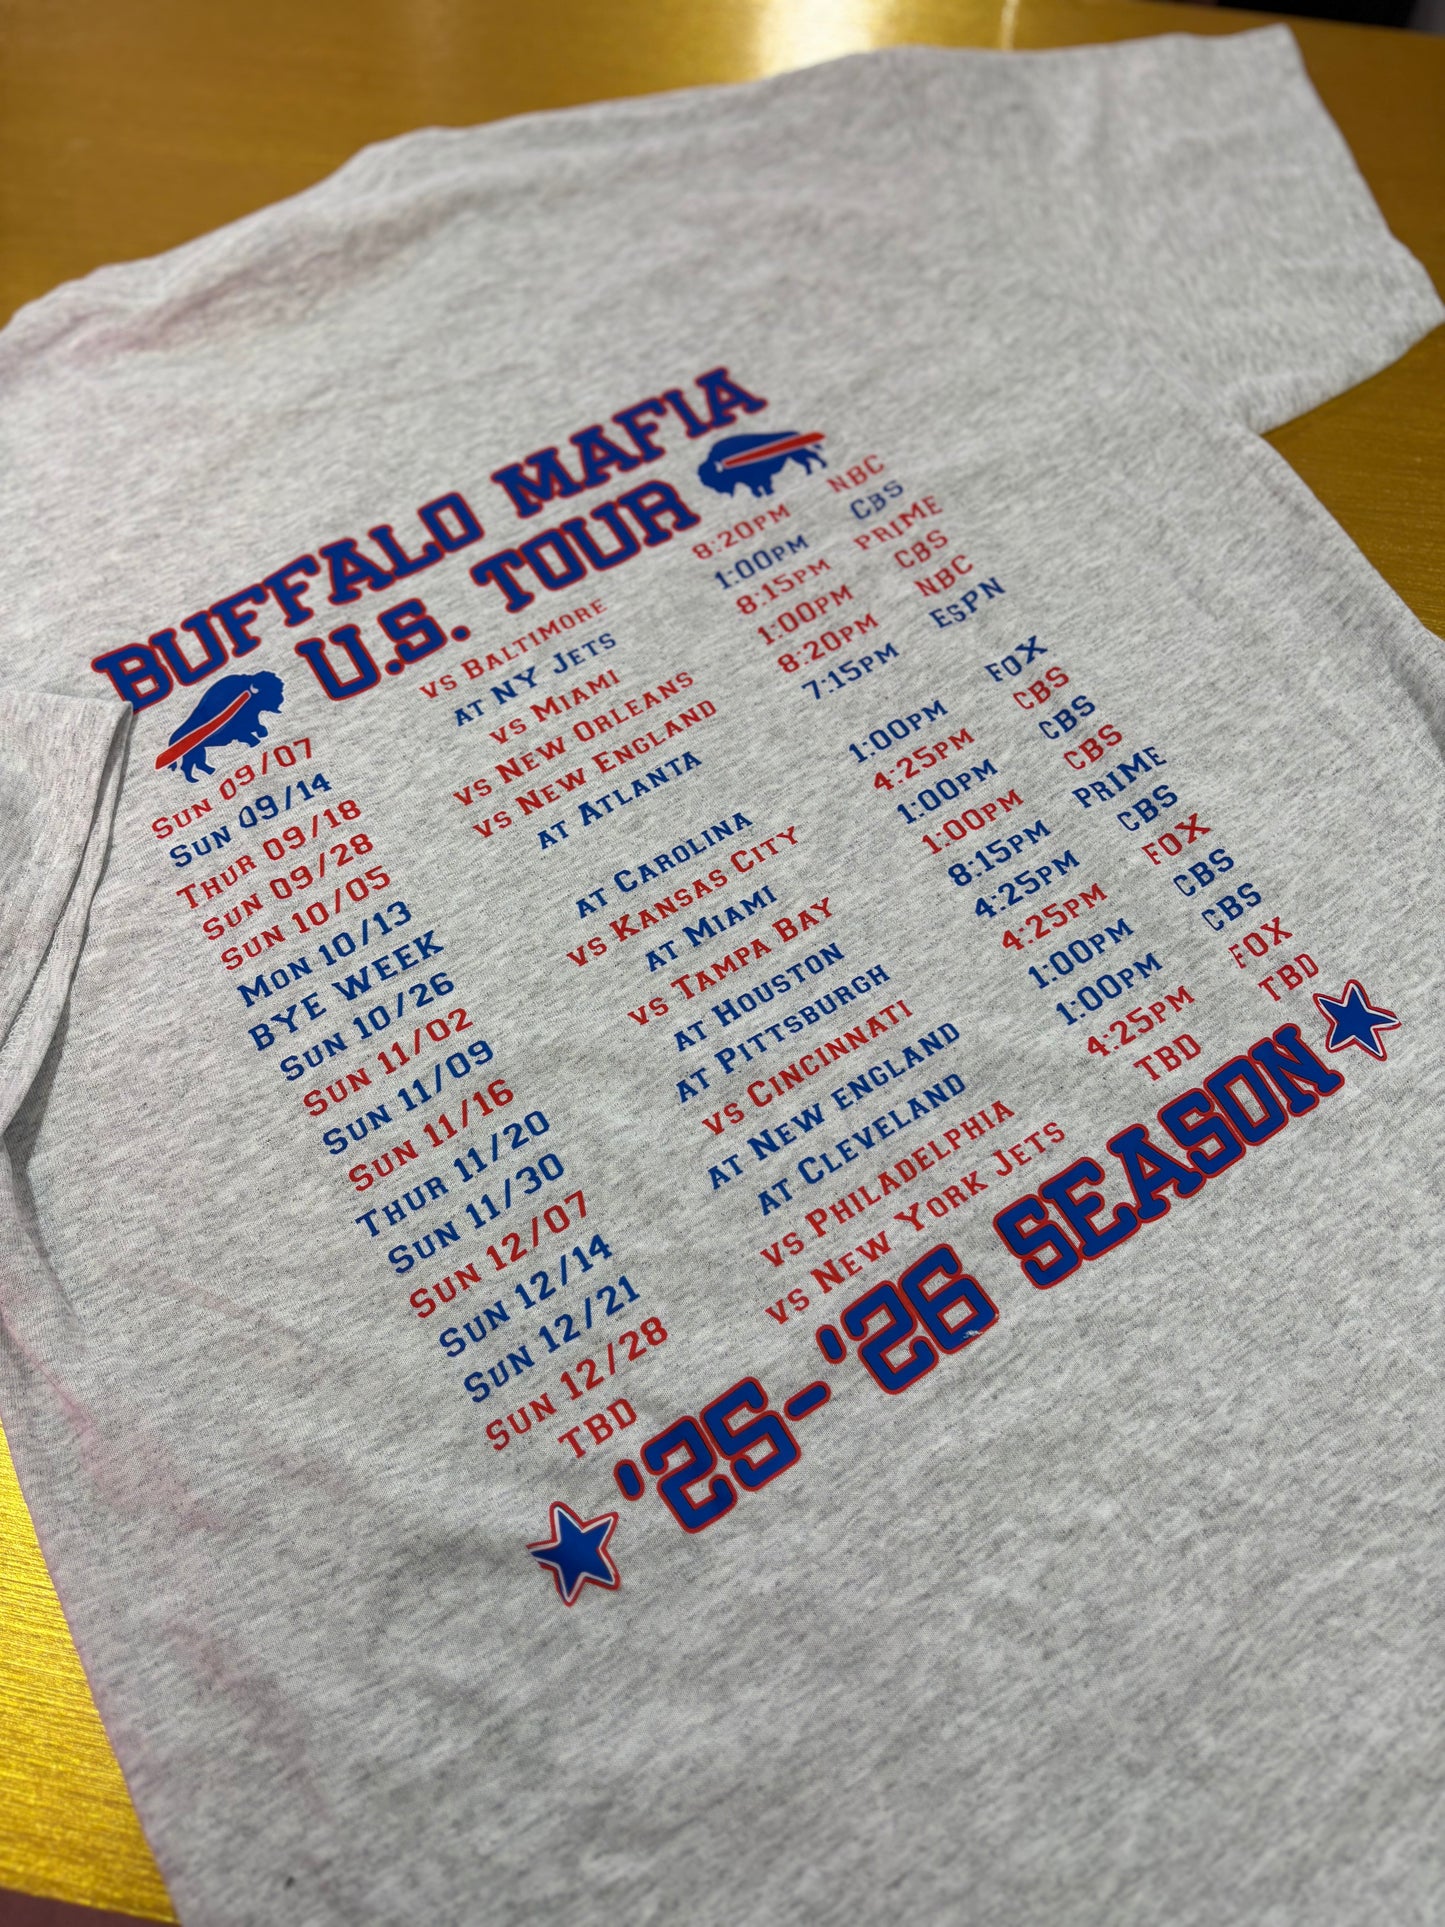 BUFFALO MAFIA
U.S. TOUR
SUN 09/07 VS BALTIMORE 8:20PM NBC
SUN 09/14 AT NY JETS 1:00PM CBS
THUR 09/18 VS MIAMI 8:15PM PRIME
SUN 09/28 VS NEW ORLEANS 1:00PM CBS
SUN 10/05 VS NEW ENGLAND 8:20PM NBC
MON 10/13 AT ATLANTA 7:15PM ESPN
BYE WEEK
SUN 10/26 AT CAROLINA 1:00PM FOX
SUN 11/02 VS KANSAS CITY 4:25PM CBS
SUN 11/09 AT MIAMI 1:00PM CBS
SUN 11/16 VS TAMPA BAY 1:00PM CBS
THUR 11/20 AT HOUSTON 8:15PM PRIME
SUN 11/30 AT PITTSBURGH 4:25PM CBS
SUN 12/07 VS CINCINNATI 4:25PM FOX
SUN 12/14 AT NEW ENGLAND 1:00PM CBS
SUN 12/21 AT CLEVELAND 1:00PM CBS
SUN 12/28 VS PHILADELPHIA 4:25PM FOX
TBD VS NEW YORK JETS TBD TBD
'25-'26 SEASON